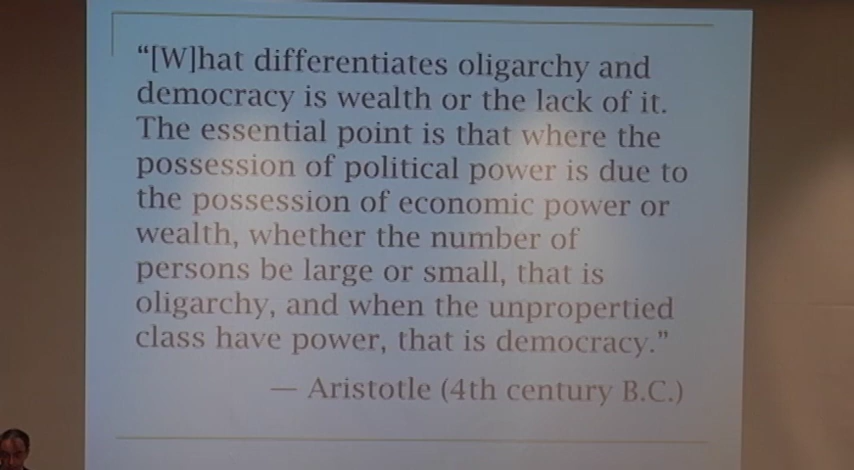 “[W]hat differentiates oligarchy and
democracy is wealth or the lack of it.
The essential point is that where the
possession of political power is due to
the possession of economic power or
wealth, whether the number of
persons be large or small, that is
oligarchy, and when the unpropertied
class have power, that is democracy.”
— Aristotle (4th century B.C.)